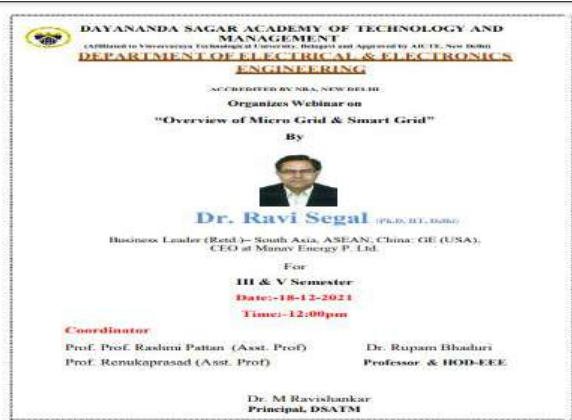 DAYANANDA SAGAR ACADEMY OF TECHNOLOGY AND
MANAGEMENT
(Affiliated to Visvesvaraya Technological University, Belagavi and Approved by AICTE, New Delhi)
DEPARTMENT OF ELECTRICAL & ELECTRONICS
ENGINEERING
ACCREDITED BY NBA, NEW DELHI
Organizes Webinar on
“Overview of Micro Grid & Smart Grid”
By
Dr. Ravi Segal (Ph.D, IIT, Delhi)
Business Leader (Retd.)– South Asia, ASEAN, China: GE (USA),
CEO at Manav Energy P. Ltd.
For
III & V Semester
Date:-18-12-2021
Time:-12:00pm
Coordinator
Prof. Prof. Rashmi Pattan (Asst. Prof) Dr. Rupam Bhaduri
Prof. Renukaprasad (Asst. Prof) Professor & HOD-EEE
Dr. M Ravishankar
Principal, DSATM